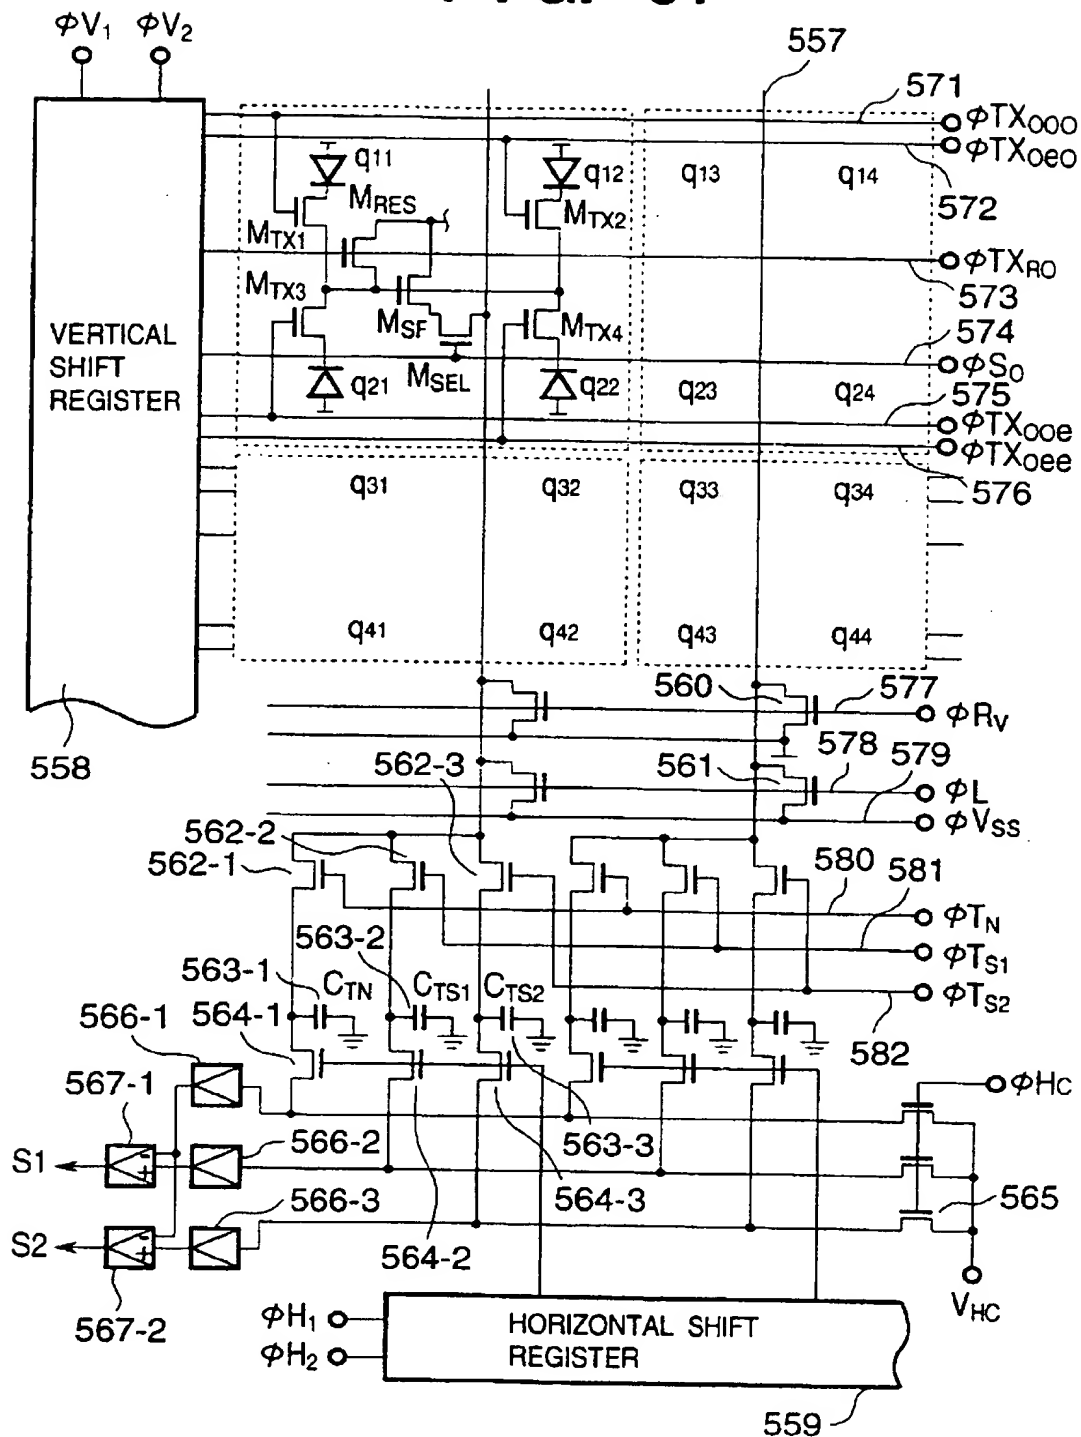 ϕV1 ϕV2
557
571
ϕTXooo
ϕTXoeo
q11 q12 q13 q14
572
MRES
MTX1 MTX2
ϕTXRO
573
MTX3
MSF
MTX4
574
VERTICAL
SHIFT
REGISTER
ϕSo
MSEL
q21 q22 q23 q24
575
ϕTXooe
ϕTXoee
576
q31 q32 q33 q34
q41 q42 q43 q44
560 577
ϕRV
558
562-3 561 578 579
ϕL
ϕVSS
562-2
562-1
580 581
ϕTN
ϕTS1
ϕTS2
563-2
563-1 CTN CTS1 CTS2
564-1
582
566-1
567-1
ϕHC
566-2 563-3
S1
566-3 564-3 565
S2
564-2
567-2
VHC
ϕH1
ϕH2
HORIZONTAL SHIFT
REGISTER
559